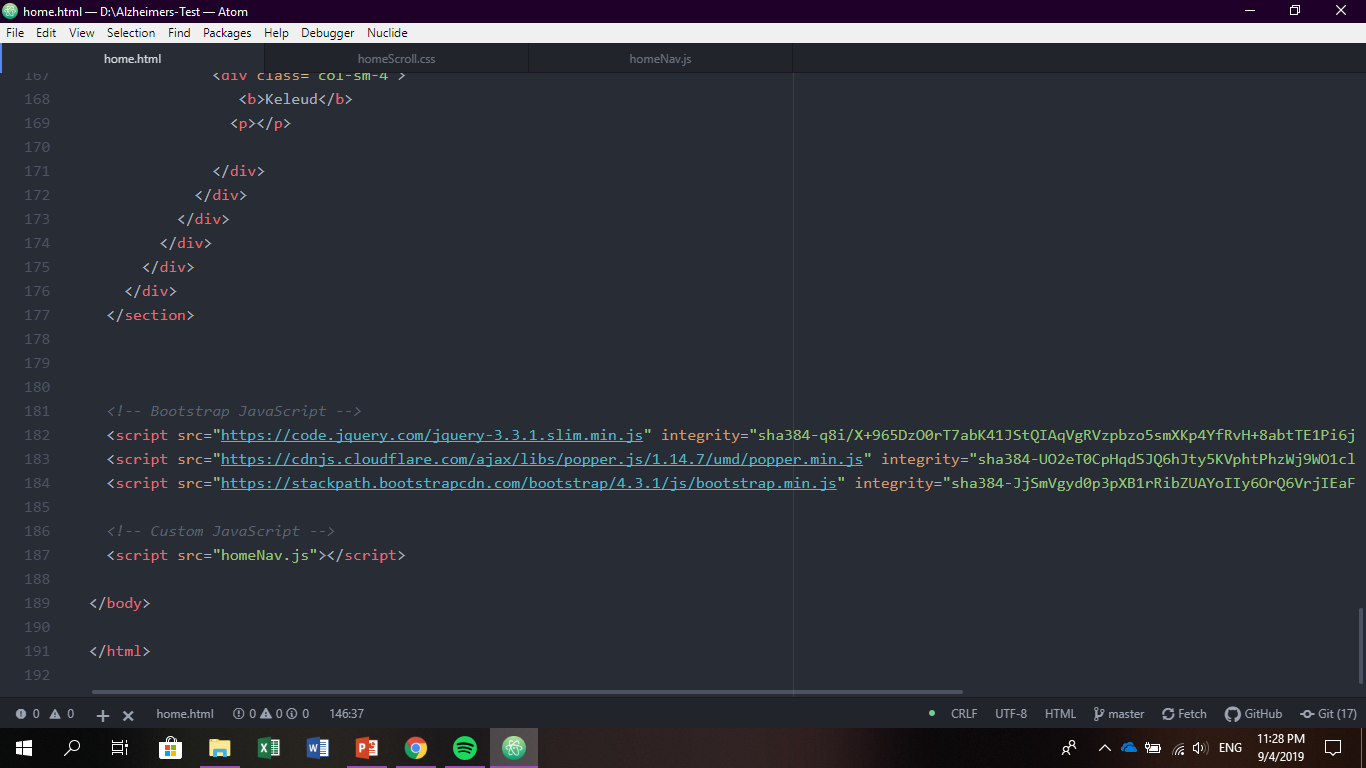 home.html — D:\Alzheimers-Test — Atom
File Edit View Selection Find Packages Help Debugger Nuclide
home.html homeScroll.css homeNav.js
167 <div class="col-sm-4">
168 <b>Keleud</b>
169 <p></p>
170
171 </div>
172 </div>
173 </div>
174 </div>
175 </div>
176 </div>
177 </section>
178
179
180
181 <!-- Bootstrap JavaScript -->
182 <script src="https://code.jquery.com/jquery-3.3.1.slim.min.js" integrity="sha384-q8i/X+965DzO0rT7abK41JStQIAqVgRVzpbzo5smXKp4YfRvH+8abtTE1Pi6j
183 <script src="https://cdnjs.cloudflare.com/ajax/libs/popper.js/1.14.7/umd/popper.min.js" integrity="sha384-UO2eT0CpHqdSJQ6hJty5KVphtPhzWj9WO1cl
184 <script src="https://stackpath.bootstrapcdn.com/bootstrap/4.3.1/js/bootstrap.min.js" integrity="sha384-JjSmVgyd0p3pXB1rRibZUAYoIIy6OrQ6VrjIEaF
185
186 <!-- Custom JavaScript -->
187 <script src="homeNav.js"></script>
188
189 </body>
190
191 </html>
192
0 0 home.html 0 0 0 146:37 CRLF UTF-8 HTML master Fetch GitHub Git (17)
ENG 11:28 PM
9/4/2019